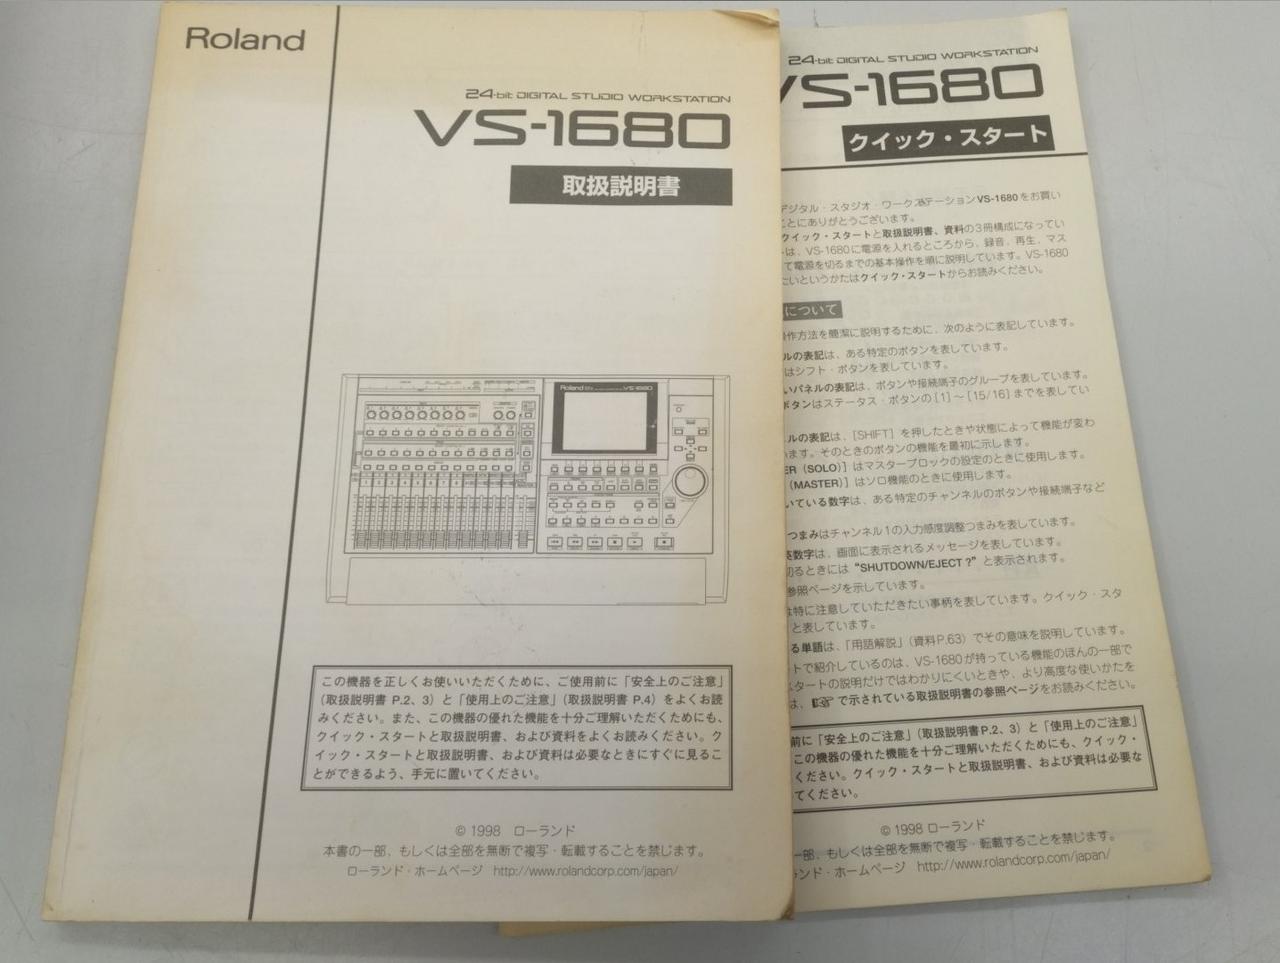 Roland
24-bit DIGITAL STUDIO WORKSTATION
VS-1680
取扱説明書
Roland
VS-1680
この機器を正しくお使いいただくために、ご使用前に「安全上のご注意」
（取扱説明書 P.2、3）と「使用上のご注意」（取扱説明書 P.4）をよくお読
みください。また、この機器の優れた機能を十分ご理解いただくためにも、
クイック・スタートと取扱説明書、および資料をよくお読みください。ク
イック・スタートと取扱説明書、および資料は必要なときにすぐに見るこ
とができるよう、手元に置いてください。
© 1998 ローランド
本書の一部、もしくは全部を無断で複写・転載することを禁じます。
ローランド・ホームページ http://www.rolandcorp.com/japan/
24-bit DIGITAL STUDIO WORKSTATION
VS-1680
クイック・スタート
デジタル・スタジオ・ワークステーションVS-1680をお買い
ことにありがとうございます。
クイック・スタートと取扱説明書、資料の3冊構成になってい
は、VS-1680に電源を入れるところから、録音、再生、マス
て電源を切るまでの基本操作を順に説明しています。VS-1680
たいというかたはクイック・スタートからお読みください。
について
操作方法を簡潔に説明するために、次のように表記しています。
ルの表記は、ある特定のボタンを表しています。
はシフト・ボタンを表しています。
いパネルの表記は、ボタンや接続端子のグループを表しています。
ボタンはステータス・ボタンの[1]～[15/16]までを表してい
ルの表記は、[SHIFT] を押したときや状態によって機能が変わ
います。そのときのボタンの機能を最初に示します。
ER（SOLO）] はマスターブロックの設定のときに使用します。
（MASTER）] はソロ機能のときに使用します。
いている数字は、ある特定のチャンネルのボタンや接続端子など
つまみはチャンネル1の入力感度調整つまみを表しています。
英数字は、画面に表示されるメッセージを表しています。
切るときには “SHUTDOWN/EJECT ?” と表示されます。
参照ページを示しています。
は特に注意していただきたい事柄を表しています。クイック・スタ
と表しています。
る単語は、「用語解説」（資料P.63）でその意味を説明しています。
トで紹介しているのは、VS-1680が持っている機能のほんの一部で
スタートの説明だけではわかりにくいときや、より高度な使いかたを
は、☞ で示されている取扱説明書の参照ページをお読みください。
前に「安全上のご注意」（取扱説明書P.2、3）と「使用上のご注意」
この機器の優れた機能を十分ご理解いただくためにも、クイック・
ください。クイック・スタートと取扱説明書、および資料は必要な
てください。
© 1998 ローランド
一部、もしくは全部を無断で複写・転載することを禁じます。
ンド・ホームページ http://www.rolandcorp.com/japan/